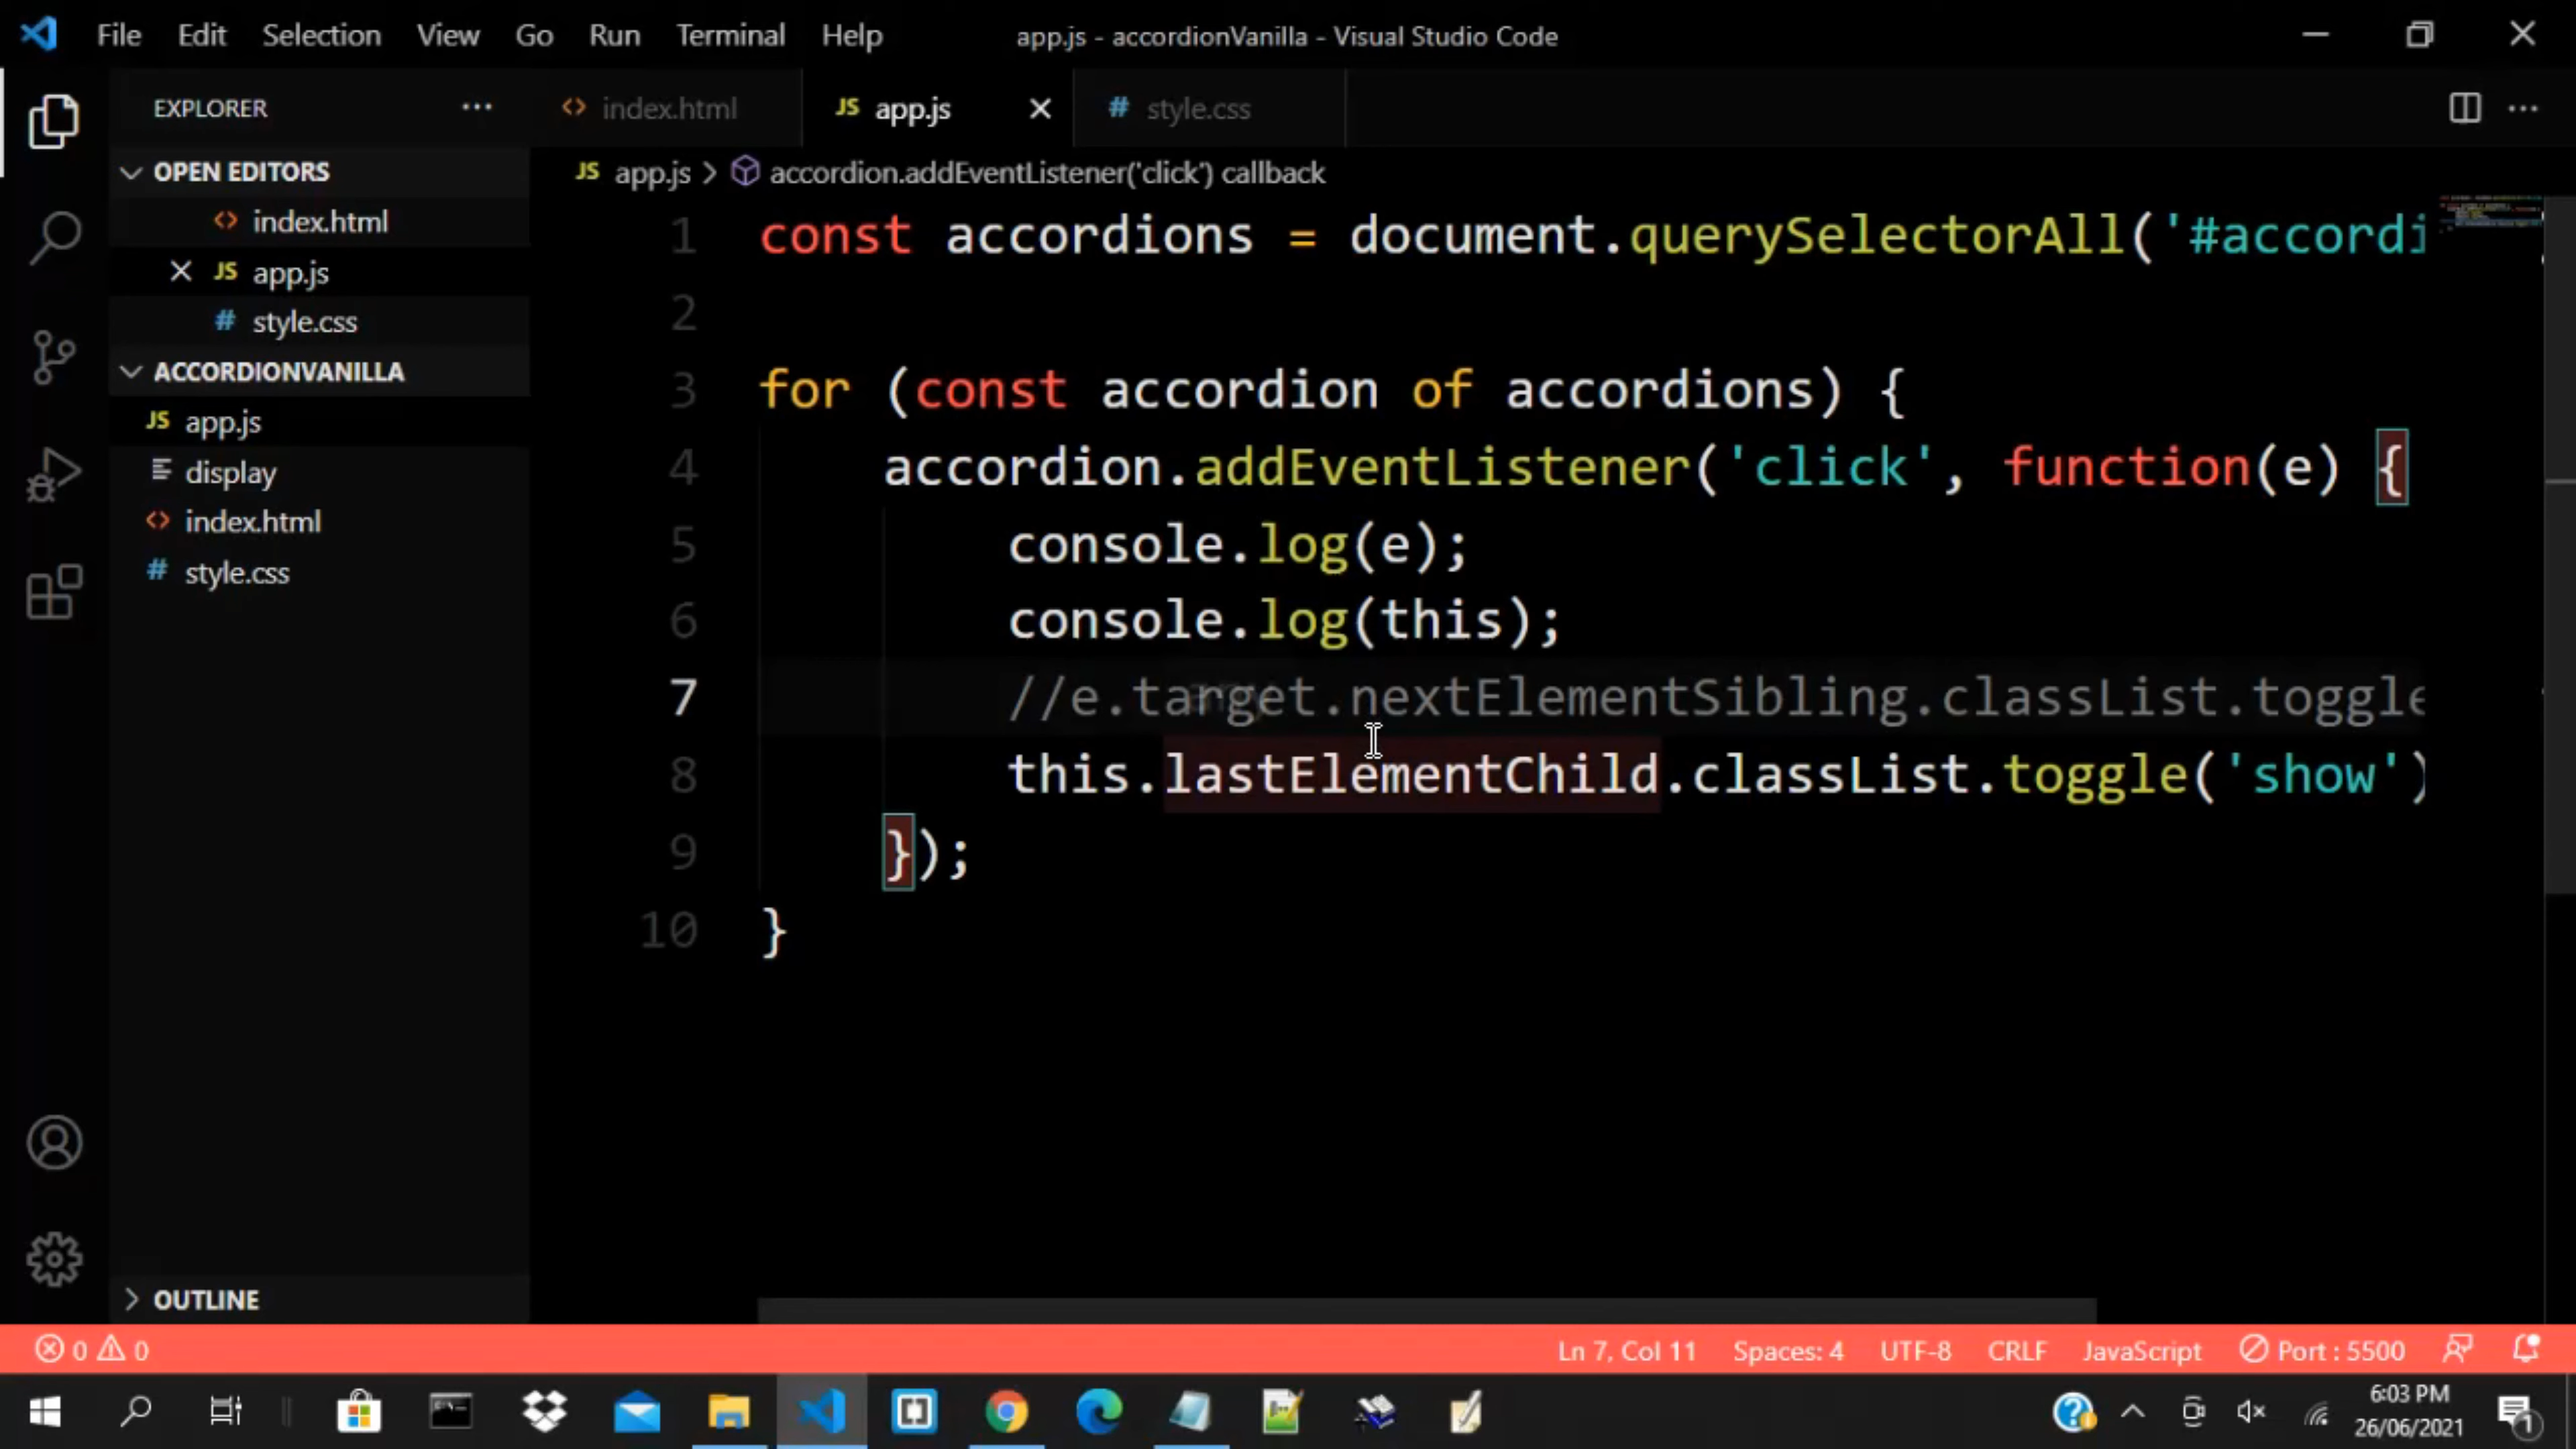 File Edit Selection View Go Run Terminal Help
app.js - accordionVanilla - Visual Studio Code
EXPLORER
OPEN EDITORS
index.html
app.js
style.css
ACCORDIONVANILLA
app.js
display
index.html
style.css
OUTLINE
index.html
JS app.js
# style.css
JS app.js > accordion.addEventListener('click') callback
1 const accordions = document.querySelectorAll('#accordi
2
3 for (const accordion of accordions) {
4 accordion.addEventListener('click', function(e) {
5 console.log(e);
6 console.log(this);
7 //e.target.nextElementSibling.classList.toggle
8 this.lastElementChild.classList.toggle('show')
9 });
10 }
0 0
Ln 7, Col 11 Spaces: 4 UTF-8 CRLF JavaScript Port : 5500
6:03 PM
26/06/2021
1